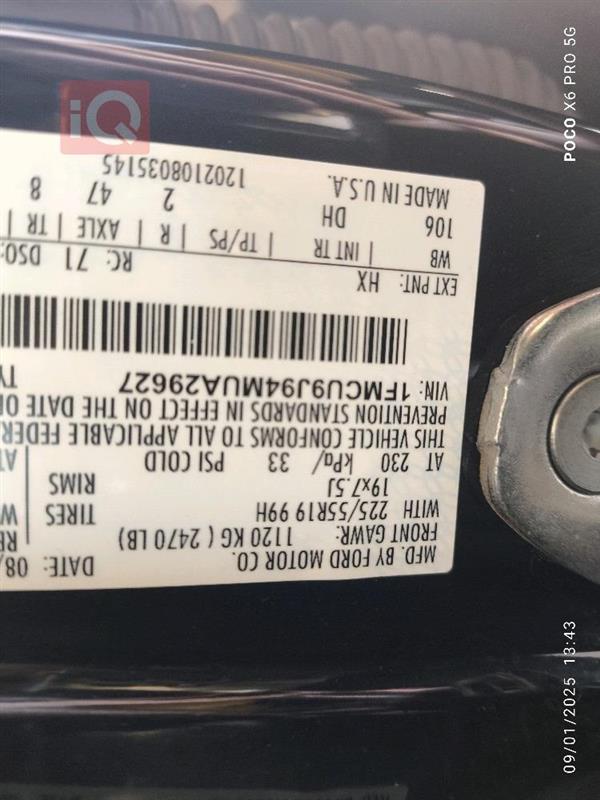 MFD. BY FORD MOTOR CO.
DATE: 08/
FRONT GAWR: 1120 KG ( 2470 LB)
WITH 225/55R19 99H TIRES
19x7.5J RIMS
AT 230 kPa/ 33 PSI COLD
THIS VEHICLE CONFORMS TO ALL APPLICABLE FEDER
PREVENTION STANDARDS IN EFFECT ON THE DATE O
VIN: 1FMCU9J94MUA29627
EXT PNT: HX RC: 71 DSO:
WB | INT TR | TP/PS | R | AXLE | TR |
106 DH 2 47 8
MADE IN U.S.A. 1202108035145
iQ
POCO X6 PRO 5G
09/01/2025 13:43